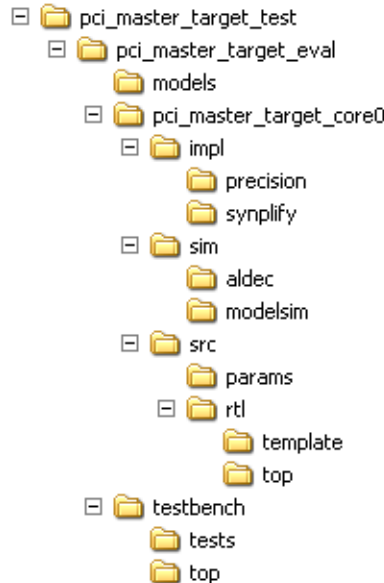 pci_master_target_test
pci_master_target_eval
models
pci_master_target_core0
impl
precision
synplify
sim
aldec
modelsim
src
params
rtl
template
top
testbench
tests
top